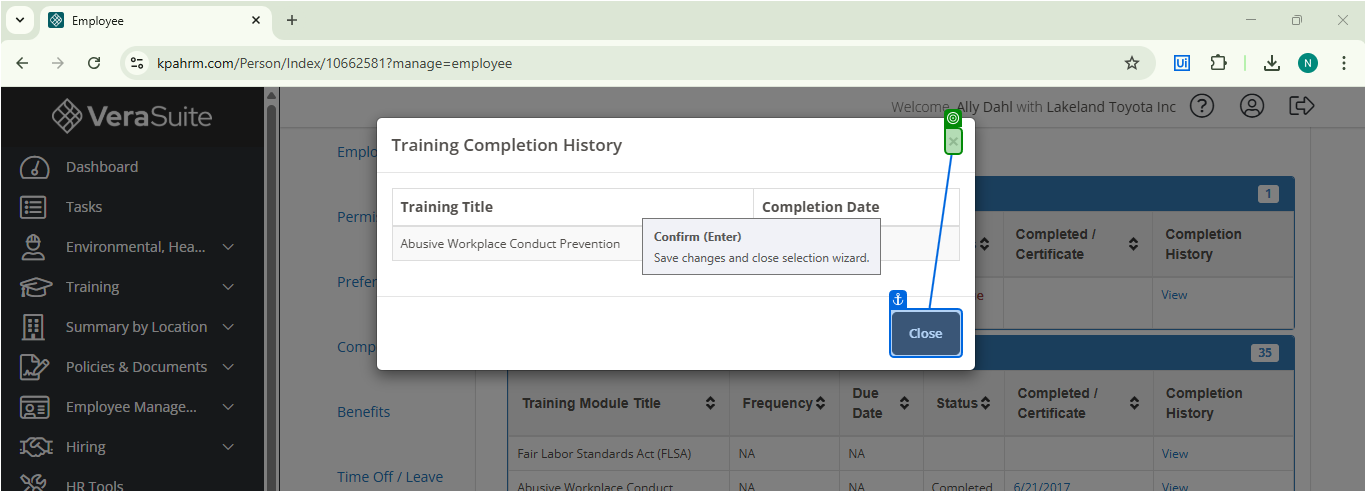 Employee
kpahrm.com/Person/Index/10662581?manage=employee
Ui
N
VeraSuite
Welcome, Ally Dahl with Lakeland Toyota Inc
Dashboard
Tasks
Environmental, Hea...
Training
Summary by Location
Policies & Documents
Employee Manage...
Hiring
HR Tools
Benefits
Time Off / Leave
Training Completion History
Training Title Completion Date
Abusive Workplace Conduct Prevention
Confirm (Enter)
Save changes and close selection wizard.
Close
1
Completed / Certificate
Completion History
View
35
Training Module Title
Frequency
Due Date
Status
Completed / Certificate
Completion History
Fair Labor Standards Act (FLSA) NA NA View
Abusive Workplace Conduct NA NA Completed 6/21/2017 View